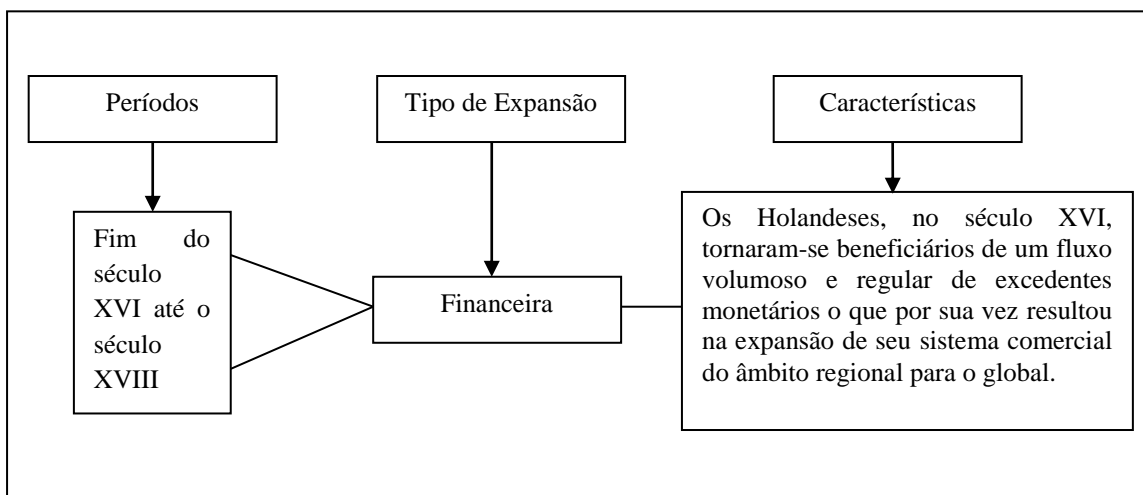 Períodos
Tipo de Expansão
Características
Fim do
século
XVI até o
século
XVIII
Financeira
Os Holandeses, no século XVI,
tornaram-se beneficiários de um fluxo
volumoso e regular de excedentes
monetários o que por sua vez resultou
na expansão de seu sistema comercial
do âmbito regional para o global.